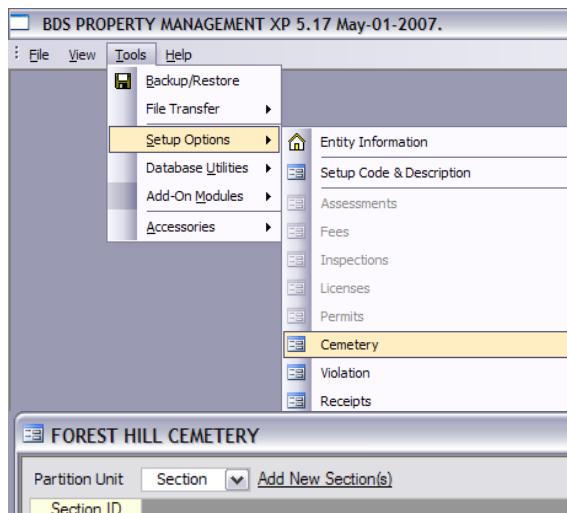 BDS PROPERTY MANAGEMENT XP 5.17 May-01-2007.
File View Tools Help
Backup/Restore
File Transfer
Setup Options
Database Utilities
Add-On Modules
Accessories
Entity Information
Setup Code & Description
Assessments
Fees
Inspections
Licenses
Permits
Cemetery
Violation
Receipts
FOREST HILL CEMETERY
Partition Unit Section Add New Section(s)
Section ID